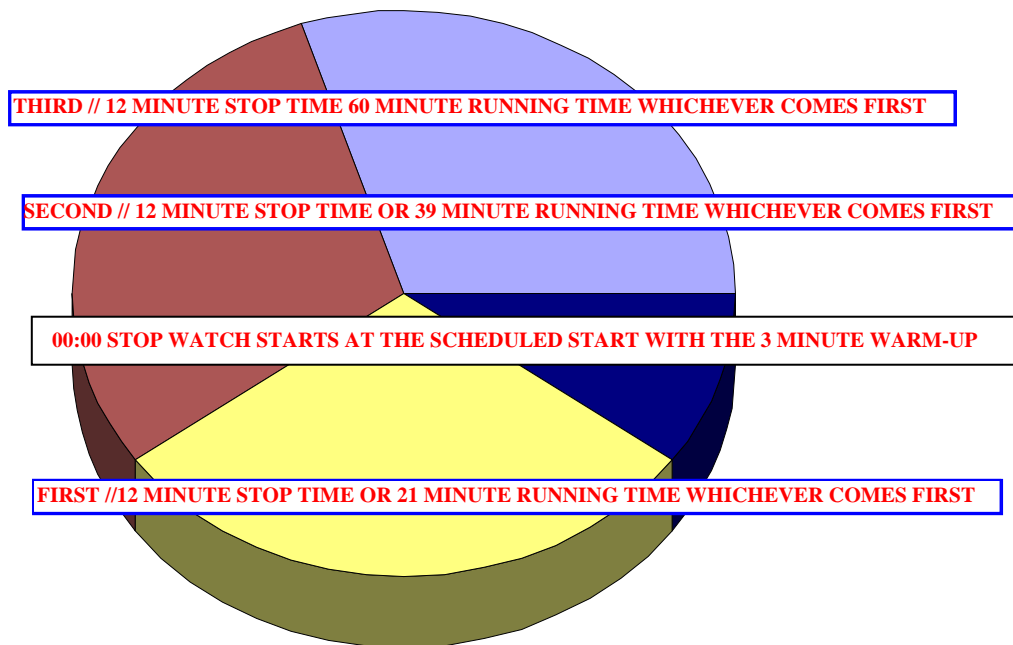 THIRD // 12 MINUTE STOP TIME 60 MINUTE RUNNING TIME WHICHEVER COMES FIRST
SECOND // 12 MINUTE STOP TIME OR 39 MINUTE RUNNING TIME WHICHEVER COMES FIRST
00:00 STOP WATCH STARTS AT THE SCHEDULED START WITH THE 3 MINUTE WARM-UP
FIRST //12 MINUTE STOP TIME OR 21 MINUTE RUNNING TIME WHICHEVER COMES FIRST